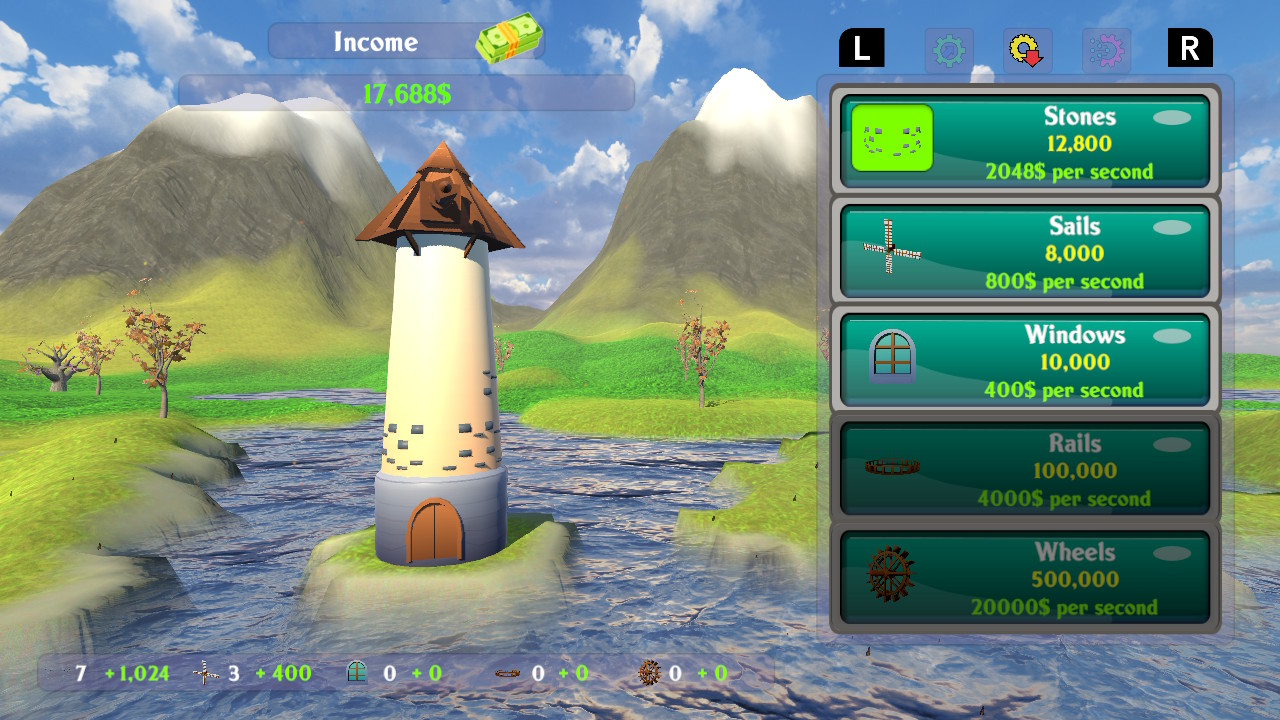 Income
17,688$
L
R
Stones
12,800
2048$ per second
Sails
8,000
800$ per second
Windows
10,000
400$ per second
Rails
100,000
4000$ per second
Wheels
500,000
20000$ per second
7 +1,024 3 +400 0 +0 0 +0 0 +0